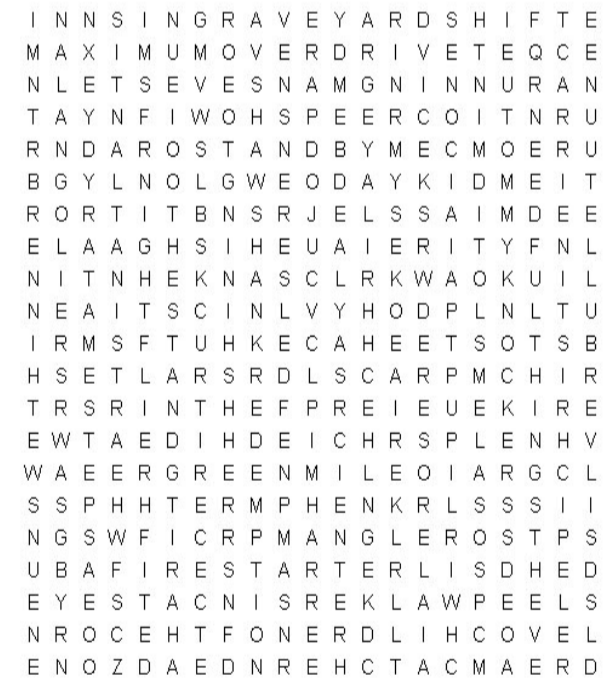 I N N S I N G R A V E Y A R D S H I F T E
M A X I M U M O V E R D R I V E T E Q C E
N L E T S E V E S N A M G N I N N U R A N
T A Y N F I W O H S P E E R C O I T N R U
R N D A R O S T A N D B Y M E C M O E R U
B G Y L N O L G W E O D A Y K I D M E I T
R O R T I T B N S R J E L S S A I M D E E
E L A A G H S I H E U A I E R I T Y F N L
N I T N H E K N A S C L R K W A O K U I L
N E A I T S C I N L V Y H O D P L N L T U
I R M S F T U H K E C A H E E T S O T S B
H S E T L A R S R D L S C A R P M C H I R
T R S R I N T H E F P R E I E U E K I R E
E W T A E D I H D E I C H R S P L E N H V
W A E E R G R E E N M I L E O I A R G C L
S S P H H T E R M P H E N K R L S S S I I
N G S W F I C R P M A N G L E R O S T P S
U B A F I R E S T A R T E R L I S D H E D
E Y E S T A C N I S R E K L A W P E E L S
N R O C E H T F O N E R D L I H C O V E L
E N O Z D A E D N R E H C T A C M A E R D